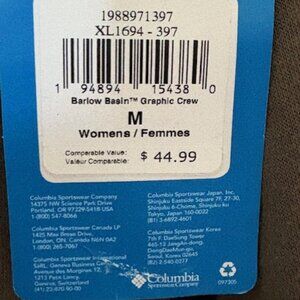 1988971397
XL1694 - 397
1 94894 15438 0
Barlow Basin™ Graphic Crew
M
Womens / Femmes
Comparable Value:
Valeur Comparable:
$ 44.99
Columbia Sportswear Company
14375 NW Science Park Drive
Portland, OR 97229-5418 USA
1-(800) 547-8066
Columbia Sportswear Canada LP
1425 Max Brose Drive,
London, ON, Canada N6N 0A2
1-(800) 265-7067
Columbia Sportswear International
Sàrl, Geneva Business Center
Avenue des Morgines 12,
1213 Petit Lancy,
Geneva, Switzerland
Columbia Sportswear Japan, Inc.
Shinjuku Eastside Square 7F, 27-30,
Shinjuku 6-Chome, Shinjuku-ku
Tokyo, Japan 160-0022
Columbia Sportswear Korea
Seoul, Korea
Columbia
Sportswear Company
097305